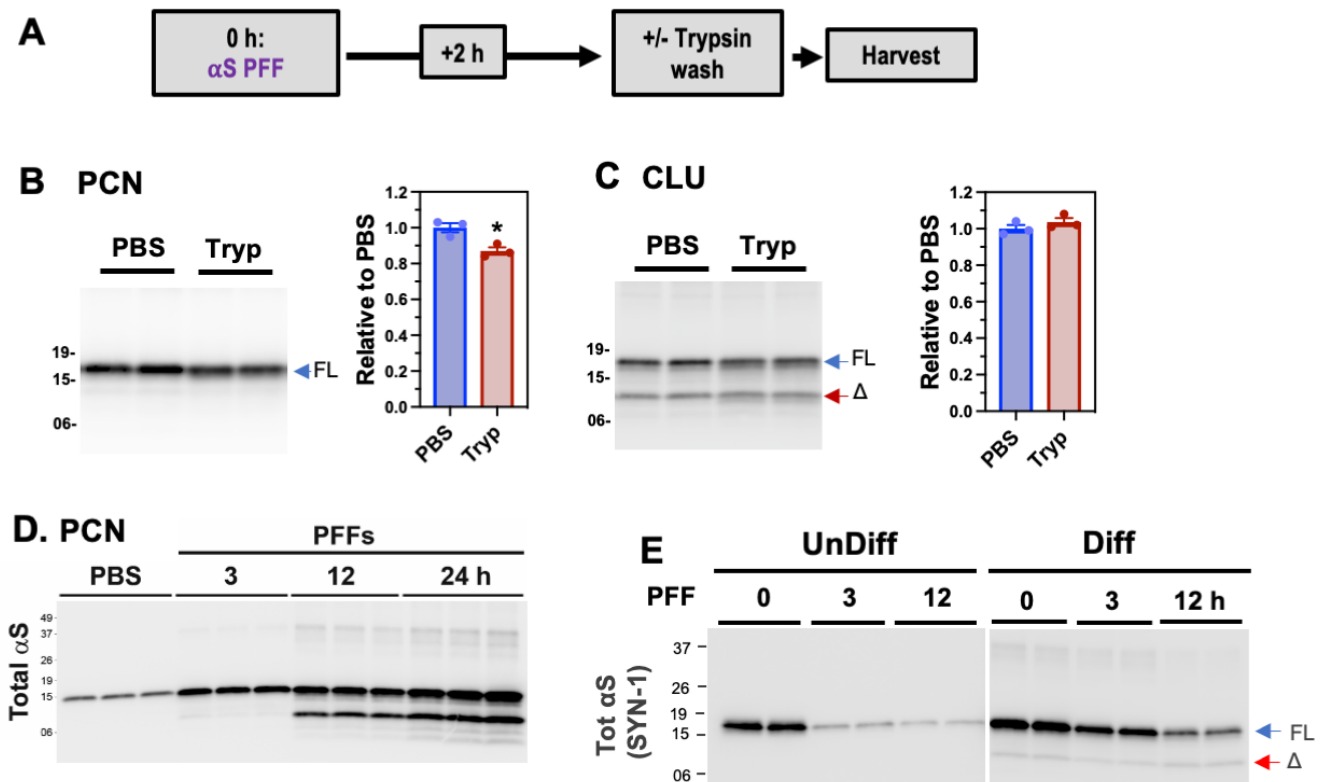 A
0 h:
αS PFF
+2 h
+/- Trypsin
wash
Harvest
B PCN
PBS Tryp
19-
15-
06-
FL
Relative to PBS
1.2
1.0
0.8
0.6
0.4
0.2
0.0
*
PBS
Tryp
C CLU
PBS Tryp
19-
15-
06-
FL
Δ
Relative to PBS
1.2
1.0
0.8
0.6
0.4
0.2
0.0
PBS
Tryp
D. PCN
PFFs
PBS 3 12 24 h
Total αS
49-
37-
26-
19-
15-
06-
E
UnDiff Diff
PFF 0 3 12 0 3 12 h
Tot αS
(SYN-1)
37 –
26 –
19 –
15 –
06 –
FL
Δ